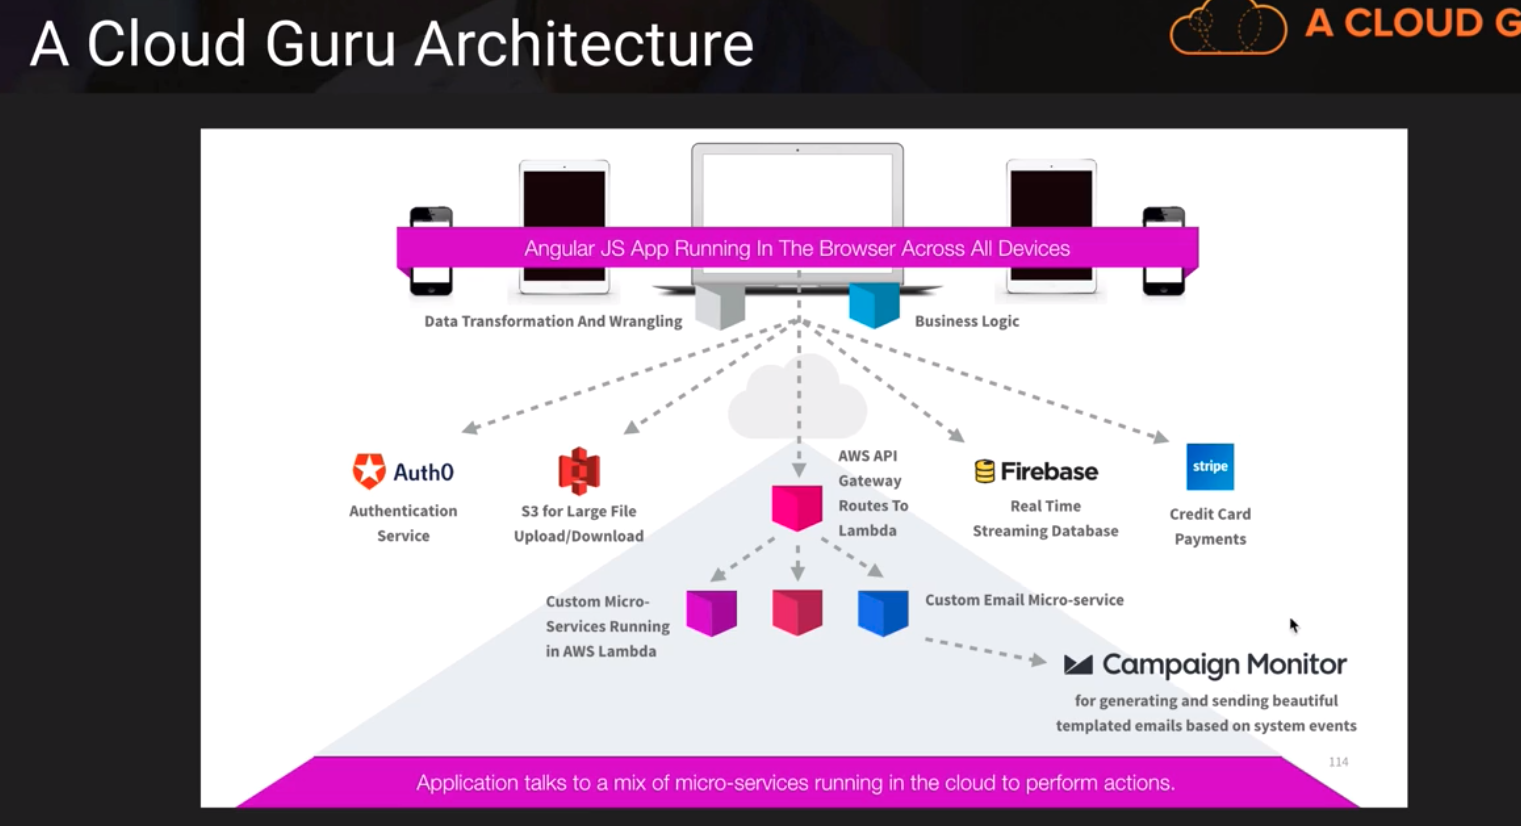 A Cloud Guru Architecture
A CLOUD G
Angular JS App Running In The Browser Across All Devices
Data Transformation And Wrangling
Business Logic
Auth0
Authentication
Service
S3 for Large File
Upload/Download
AWS API
Gateway
Routes To
Lambda
Firebase
Real Time
Streaming Database
stripe
Credit Card
Payments
Custom Micro-
Services Running
in AWS Lambda
Custom Email Micro-service
Campaign Monitor
for generating and sending beautiful
templated emails based on system events
114
Application talks to a mix of micro-services running in the cloud to perform actions.